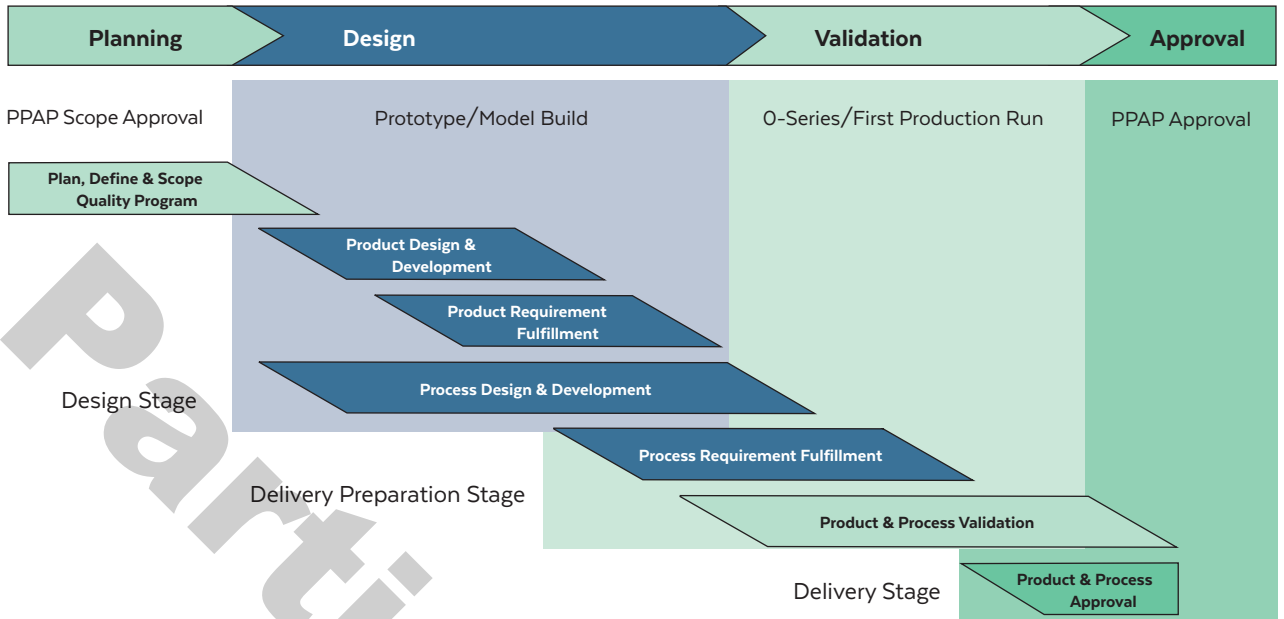 Planning
Design
Validation
Approval
PPAP Scope Approval
Prototype/Model Build
0-Series/First Production Run
PPAP Approval
Plan, Define & Scope
Quality Program
Product Design &
Development
Product Requirement
Fulfillment
Design Stage
Process Design & Development
Process Requirement Fulfillment
Delivery Preparation Stage
Product & Process Validation
Delivery Stage
Product & Process
Approval
Parti